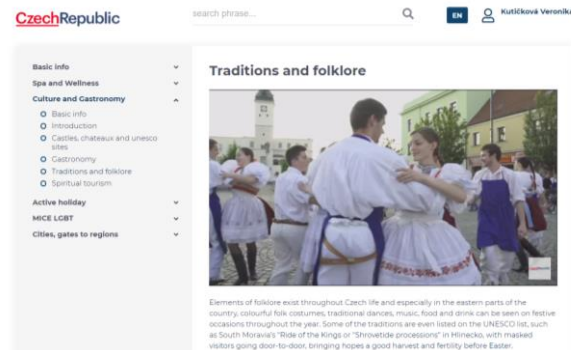 CzechRepublic
search phrase...
EN
Kutičková Veronika
Basic info
Spa and Wellness
Culture and Gastronomy
Basic info
Introduction
Castles, chateaux and unesco
sites
Gastronomy
Traditions and folklore
Spiritual tourism
Active holiday
MICE LGBT
Cities, gates to regions
Traditions and folklore
Elements of folklore exist throughout Czech life and especially in the eastern parts of the
country, colourful folk costumes, traditional dances, music, food and drink can be seen on festive
occasions throughout the year. Some of the traditions are even listed on the UNESCO list, such
as South Moravia's "Ride of the Kings or "Shrovetide processions" in Hlinecko, with masked
visitors going door-to-door, bringing hopes a good harvest and fertility before Easter.